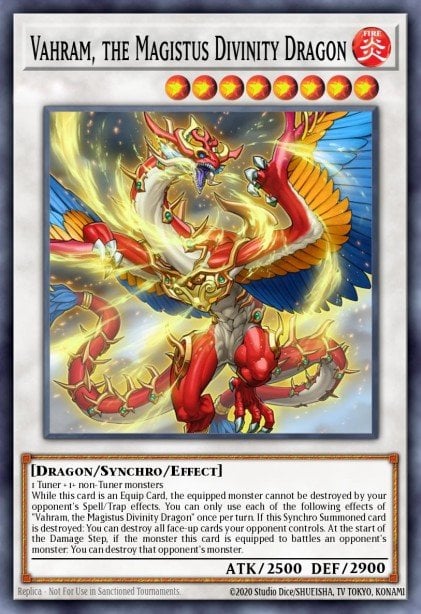 VAHRAM, THE MAGISTUS DIVINITY DRAGON
FIRE
炎
[DRAGON/SYNCHRO/EFFECT]
1 Tuner + 1+ non-Tuner monsters
While this card is an Equip Card, the equipped monster cannot be destroyed by your
opponent's Spell/Trap effects. You can only use each of the following effects of
"Vahram, the Magistus Divinity Dragon" once per turn. If this Synchro Summoned card
is destroyed: You can destroy all face-up cards your opponent controls. At the start of
the Damage Step, if the monster this card is equipped to battles an opponent's
monster: You can destroy that opponent's monster.
ATK/2500 DEF/2900
Replica - Not For Use in Sanctioned Tournaments.
©2020 Studio Dice/SHUEISHA, TV TOKYO, KONAMI